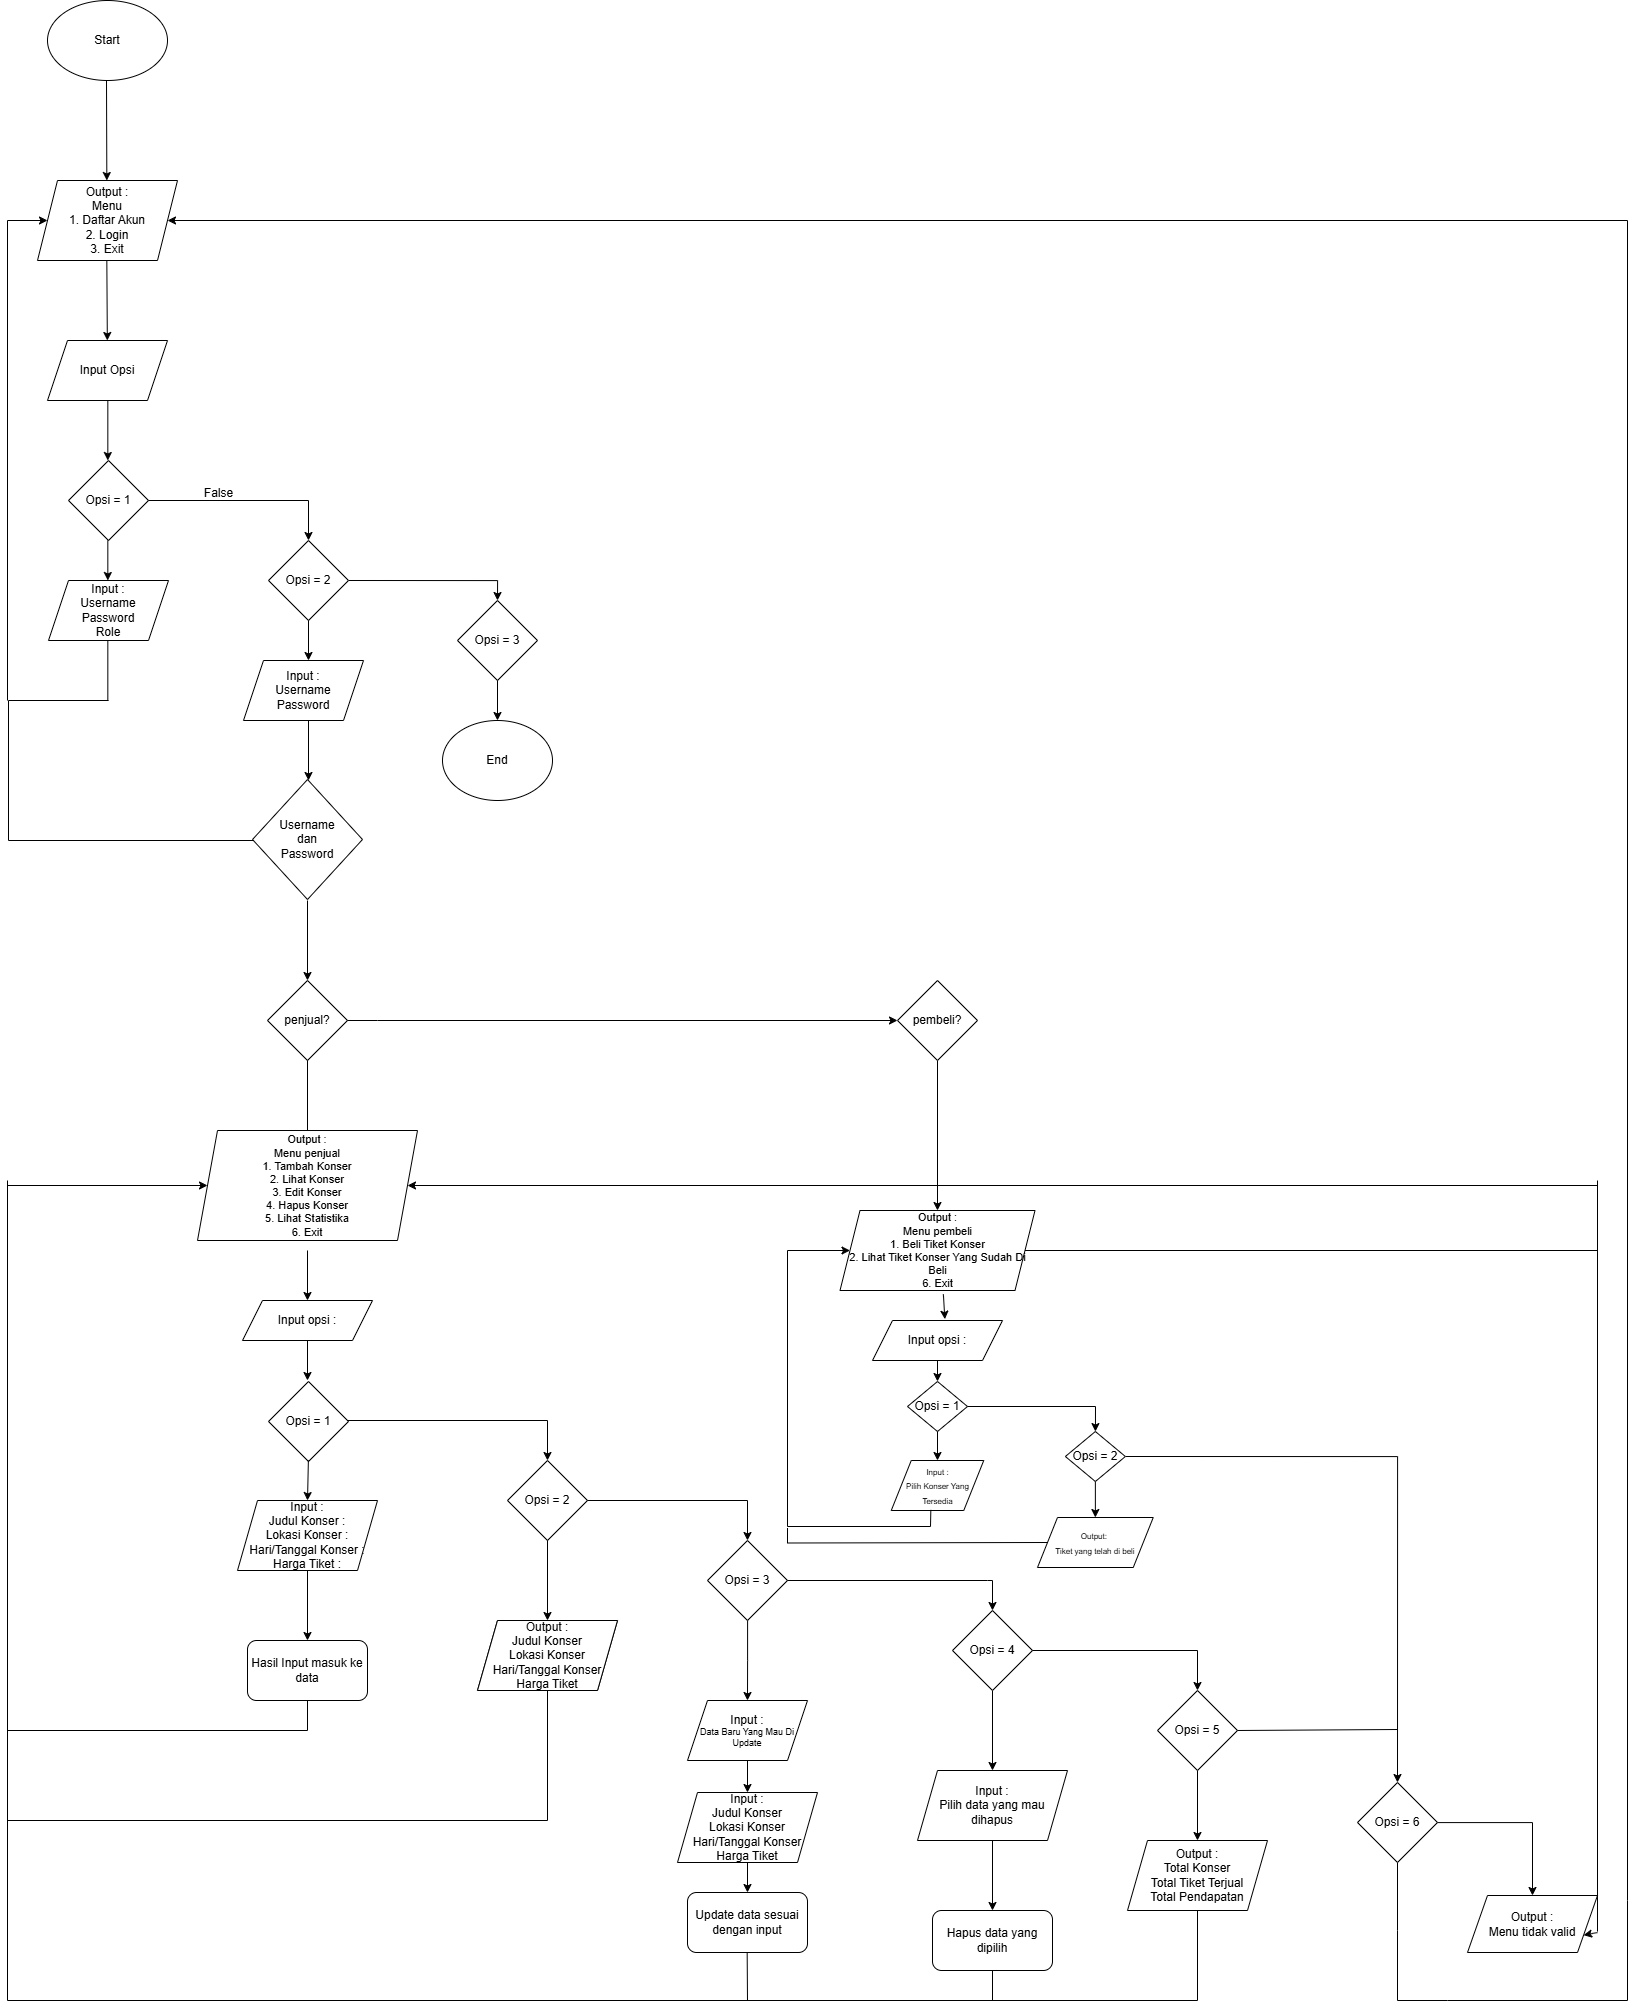 Start
Output :
Menu
1. Daftar Akun
2. Login
3. Exit
Input Opsi
Opsi = 1
False
Opsi = 2
Opsi = 3
Input :
Username
Password
Role
Input :
Username
Password
End
Username
dan
Password
penjual?
pembeli?
Output :
Menu penjual
1. Tambah Konser
2. Lihat Konser
3. Edit Konser
4. Hapus Konser
5. Lihat Statistika
6. Exit
Output :
Menu pembeli
1. Beli Tiket Konser
2. Lihat Tiket Konser Yang Sudah Di
Beli
6. Exit
Input opsi :
Input opsi :
Opsi = 1
Opsi = 2
Input :
Pilih Konser Yang
Tersedia
Output:
Tiket yang telah di beli
Opsi = 1
Opsi = 2
Opsi = 3
Opsi = 4
Opsi = 5
Opsi = 6
Input :
Judul Konser :
Lokasi Konser :
Hari/Tanggal Konser :
Harga Tiket :
Hasil Input masuk ke
data
Output :
Judul Konser
Lokasi Konser
Hari/Tanggal Konser
Harga Tiket
Input :
Data Baru Yang Mau Di
Update
Input :
Judul Konser
Lokasi Konser
Hari/Tanggal Konser
Harga Tiket
Update data sesuai
dengan input
Input :
Pilih data yang mau
dihapus
Hapus data yang
dipilih
Output :
Total Konser
Total Tiket Terjual
Total Pendapatan
Output :
Menu tidak valid